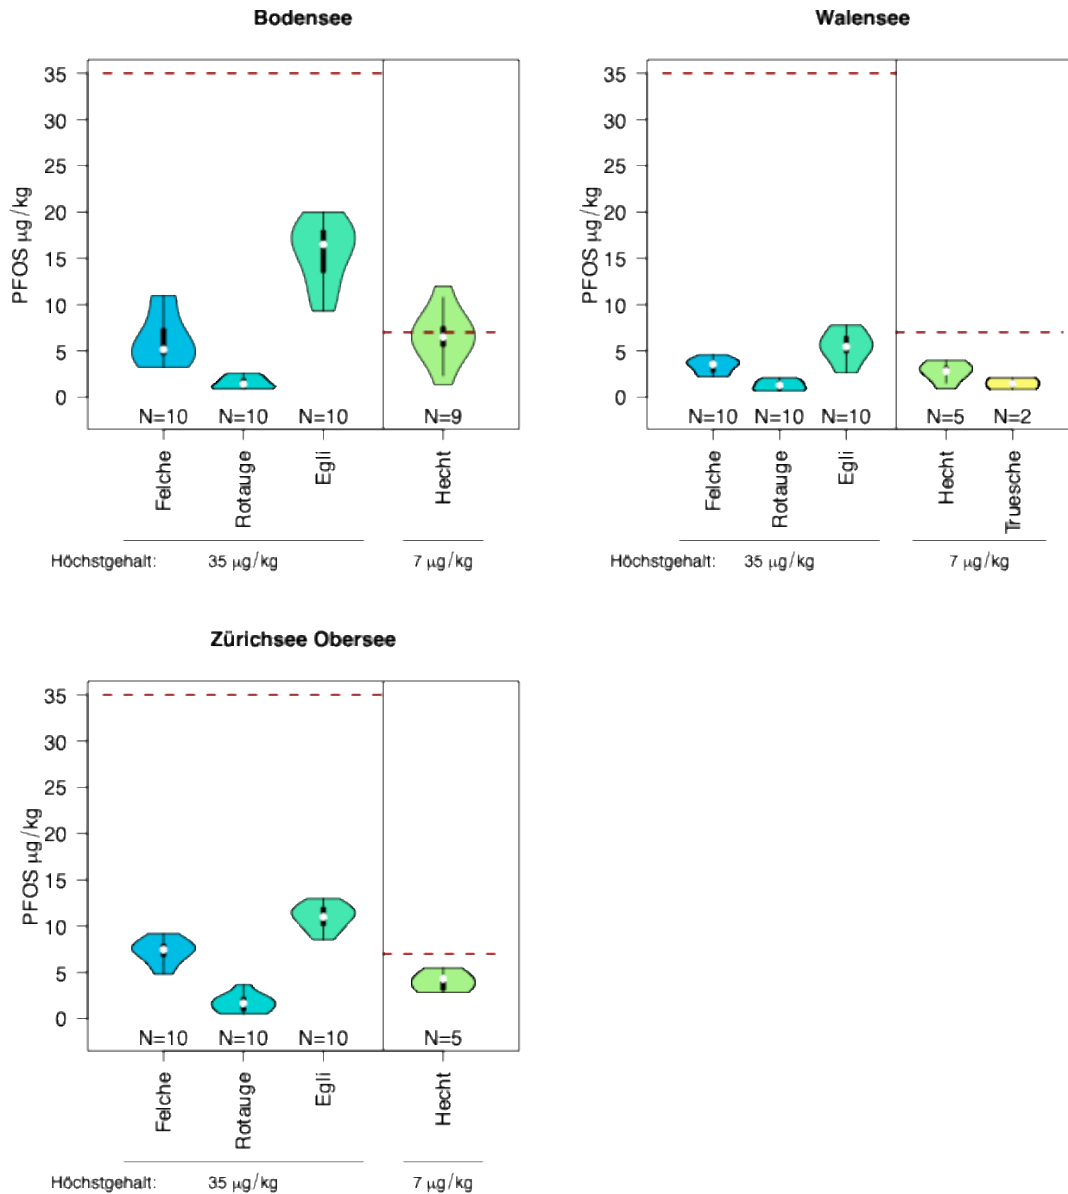 Bodensee
PFOS µg/kg
35
30
25
20
15
10
5
0
N=10 N=10 N=10 N=9
Felche Rotauge Egli Hecht
Höchstgehalt: 35 µg/kg 7 µg/kg
Walensee
PFOS µg/kg
35
30
25
20
15
10
5
0
N=10 N=10 N=10 N=5 N=2
Felche Rotauge Egli Hecht Truesche
Höchstgehalt: 35 µg/kg 7 µg/kg
Zürichsee Obersee
PFOS µg/kg
35
30
25
20
15
10
5
0
N=10 N=10 N=10 N=5
Felche Rotauge Egli Hecht
Höchstgehalt: 35 µg/kg 7 µg/kg